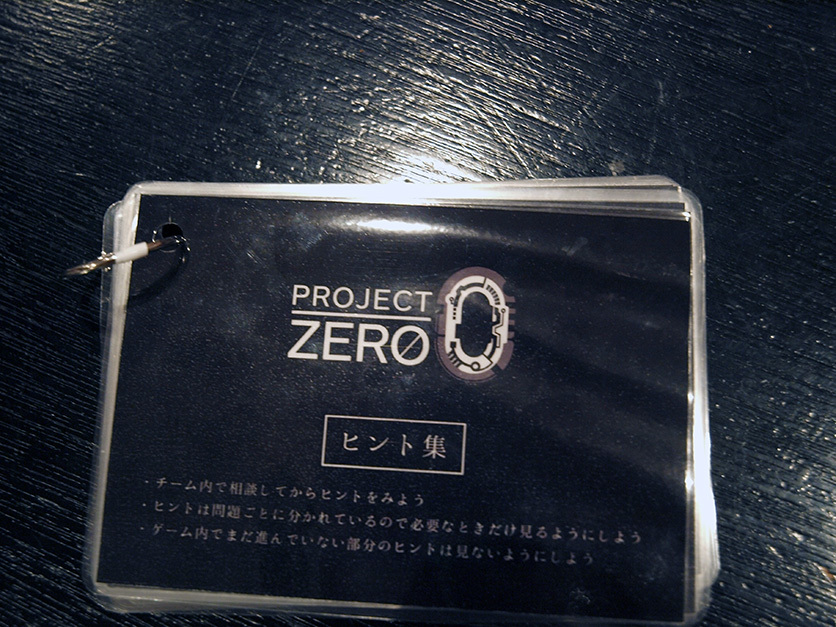 PROJECT
ZERØ
ヒント集
・チーム内で相談してからヒントをみよう
・ヒントは問題ごとに分かれているので必要なときだけ見るようにしよう
・ゲーム内でまだ進んでいない部分のヒントは見ないようにしよう